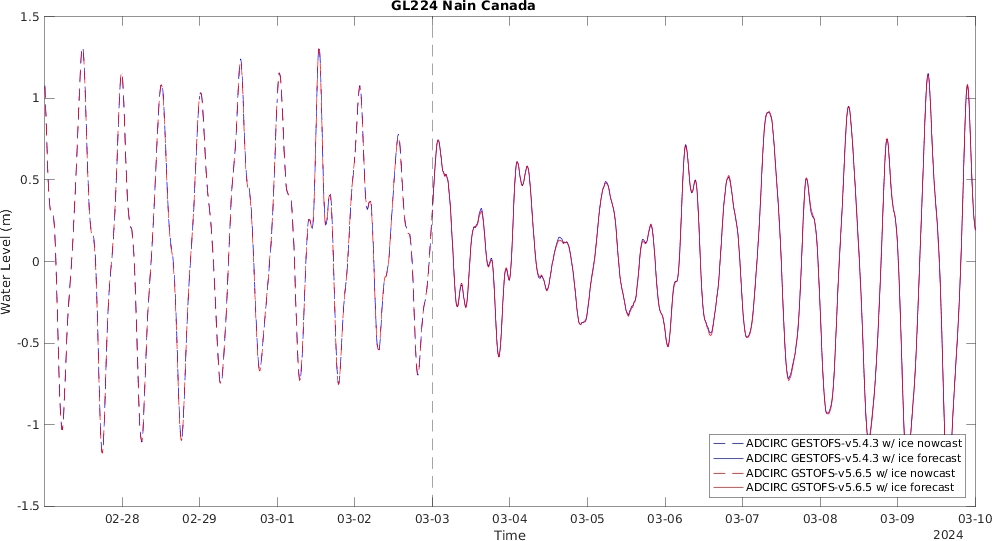 GL224 Nain Canada
1.5
1
0.5
0
-0.5
-1
-1.5
Water Level (m)
02-28 02-29 03-01 03-02 03-03 03-04 03-05 03-06 03-07 03-08 03-09 03-10
Time
2024
ADCIRC GESTOFS-v5.4.3 w/ ice nowcast
ADCIRC GESTOFS-v5.4.3 w/ ice forecast
ADCIRC GSTOFS-v5.6.5 w/ ice nowcast
ADCIRC GSTOFS-v5.6.5 w/ ice forecast